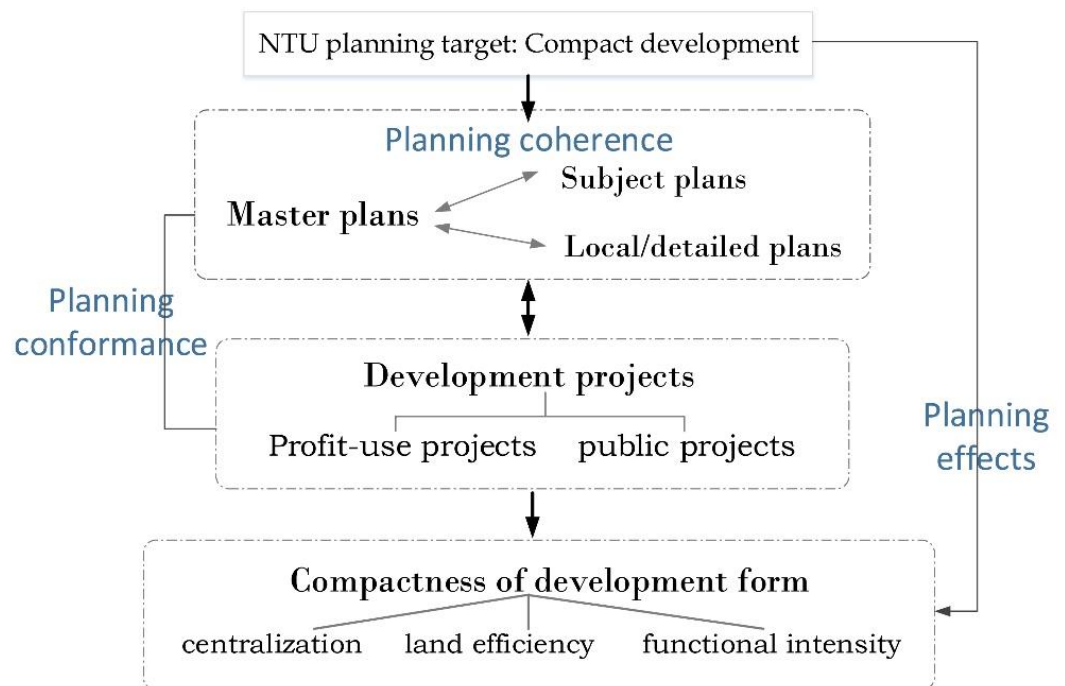 NTU planning target: Compact development
Planning coherence
Subject plans
Master plans
Local/detailed plans
Planning
conformance
Development projects
Profit-use projects public projects
Planning
effects
Compactness of development form
centralization land efficiency functional intensity